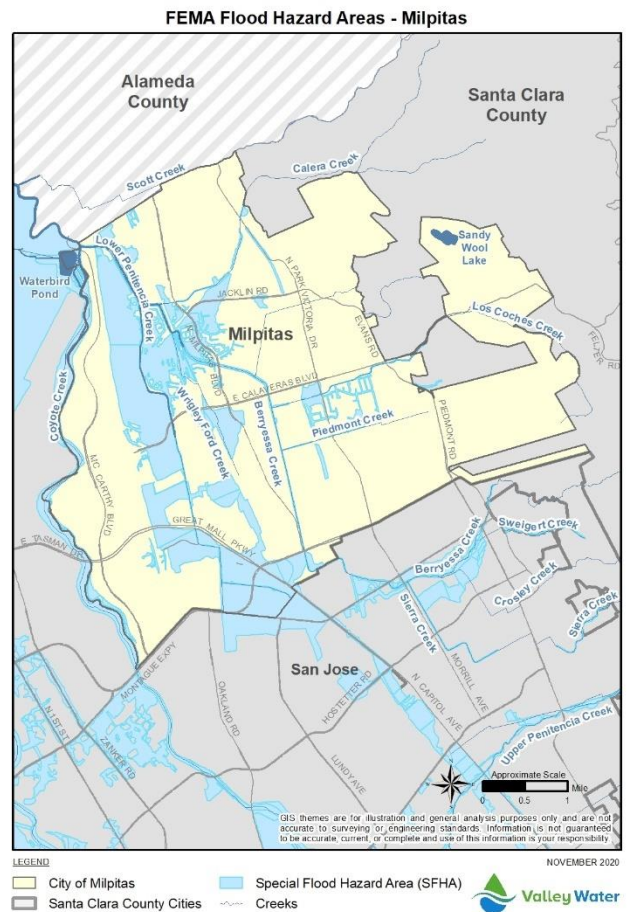 FEMA Flood Hazard Areas - Milpitas
Alameda
County
Santa Clara
County
Scott Creek
Calera Creek
Sandy
Wool
Lake
Waterbird
Pond
Lower Penitencia Creek
JACKLIN RD
N PARK VICTORIA DR
EVANS RD
Los Coches Creek
FELTER RD
Milpitas
N MILPITAS BLVD
E CALAVERAS BLVD
Coyote Creek
Wrigley Ford Creek
Berryessa Creek
Piedmont Creek
PIEDMONT RD
MC CARTHY BLVD
GREAT MALL PKWY
E TASMAN DR
Berryessa Creek
Sweigert Creek
Crosley Creek
Sierra Creek
Sierra Creek
San Jose
MONTAGUE EXPY
OAKLAND RD
HOSTETTER RD
MORRILL AVE
N CAPITOL AVE
N 1ST ST
ZANKER RD
LUNDY AVE
Upper Penitencia Creek
Approximate Scale
Mile
0 0.5 1
GIS themes are for illustration and general analysis purposes only and are not
accurate to surveying or engineering standards. Information is not guaranteed
to be accurate, current, or complete and use of this information is your responsibility.
LEGEND
NOVEMBER 2020
City of Milpitas
Special Flood Hazard Area (SFHA)
Santa Clara County Cities
Creeks
Valley Water